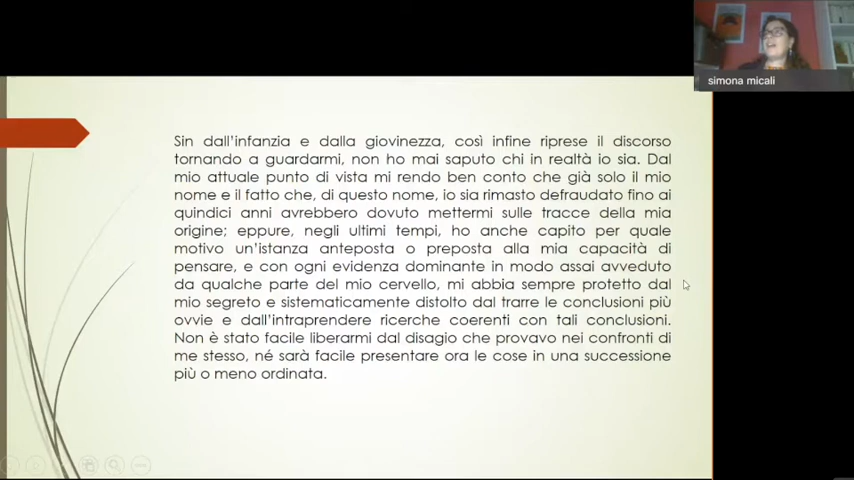 simona micali
Sin dall'infanzia e dalla giovinezza, così infine riprese il discorso
tornando a guardarmi, non ho mai saputo chi in realtà io sia. Dal
mio attuale punto di vista mi rendo ben conto che già solo il mio
nome e il fatto che, di questo nome, io sia rimasto defraudato fino ai
quindici anni avrebbero dovuto mettermi sulle tracce della mia
origine; eppure, negli ultimi tempi, ho anche capito per quale
motivo un'istanza anteposta o preposta alla mia capacità di
pensare, e con ogni evidenza dominante in modo assai avveduto
da qualche parte del mio cervello, mi abbia sempre protetto dal
mio segreto e sistematicamente distolto dal trarre le conclusioni più
ovvie e dall'intraprendere ricerche coerenti con tali conclusioni.
Non è stato facile liberarmi dal disagio che provavo nei confronti di
me stesso, né sarà facile presentare ora le cose in una successione
più o meno ordinata.